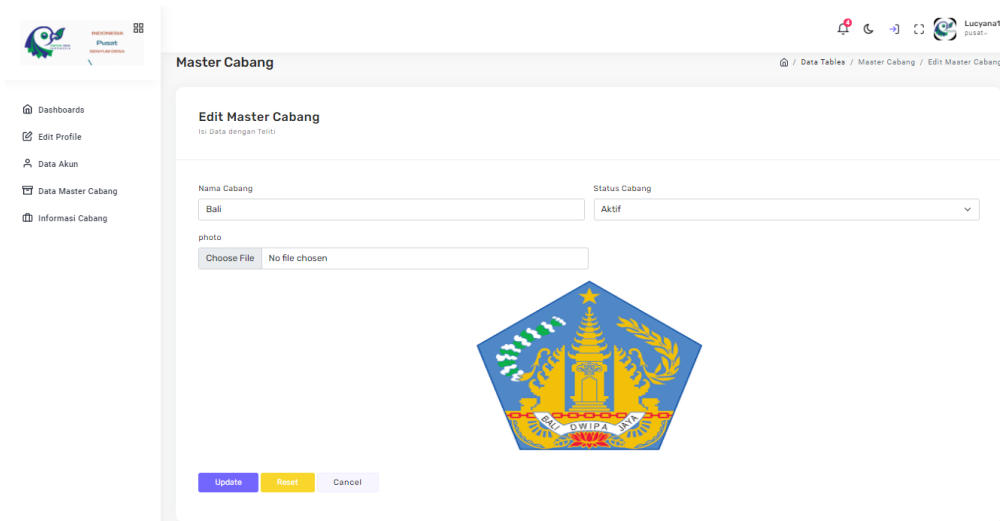 INDONESIA
Pusat
4
Lucyana1
pusat
Master Cabang
/ Data Tables / Master Cabang / Edit Master Cabang
Dashboards
Edit Profile
Data Akun
Data Master Cabang
Informasi Cabang
Edit Master Cabang
Isi Data dengan Teliti
Nama Cabang
Status Cabang
Bali
Aktif
photo
Choose File
No file chosen
BALI DWIPA JAYA
Update
Reset
Cancel